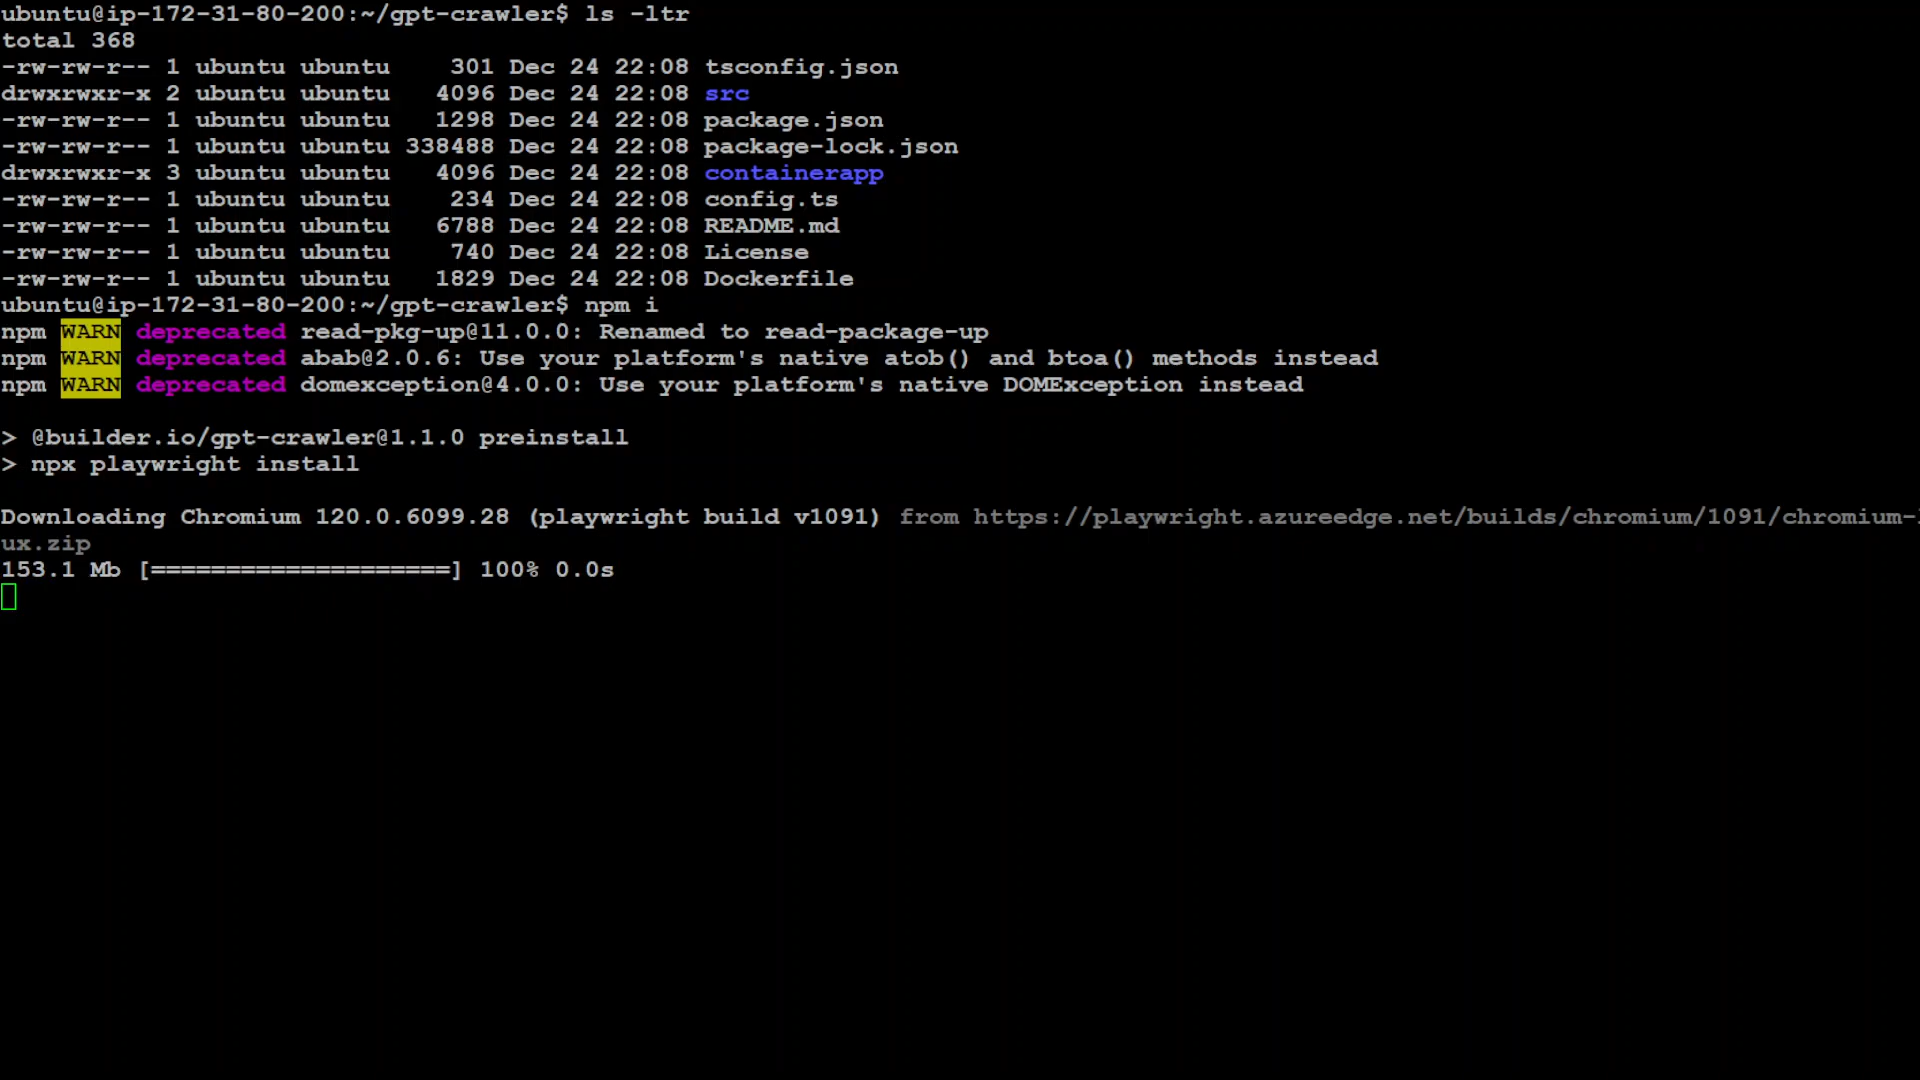 ubuntu@ip-172-31-80-200:~/gpt-crawler$ ls -ltr
total 368
-rw-rw-r-- 1 ubuntu ubuntu    301 Dec 24 22:08 tsconfig.json
drwxrwxr-x 2 ubuntu ubuntu   4096 Dec 24 22:08 src
-rw-rw-r-- 1 ubuntu ubuntu   1298 Dec 24 22:08 package.json
-rw-rw-r-- 1 ubuntu ubuntu 338488 Dec 24 22:08 package-lock.json
drwxrwxr-x 3 ubuntu ubuntu   4096 Dec 24 22:08 containerapp
-rw-rw-r-- 1 ubuntu ubuntu    234 Dec 24 22:08 config.ts
-rw-rw-r-- 1 ubuntu ubuntu   6788 Dec 24 22:08 README.md
-rw-rw-r-- 1 ubuntu ubuntu    740 Dec 24 22:08 License
-rw-rw-r-- 1 ubuntu ubuntu   1829 Dec 24 22:08 Dockerfile
ubuntu@ip-172-31-80-200:~/gpt-crawler$ npm i
npm WARN deprecated read-pkg-up@11.0.0: Renamed to read-package-up
npm WARN deprecated abab@2.0.6: Use your platform's native atob() and btoa() methods instead
npm WARN deprecated domexception@4.0.0: Use your platform's native DOMException instead
> @builder.io/gpt-crawler@1.1.0 preinstall
> npx playwright install
Downloading Chromium 120.0.6099.28 (playwright build v1091) from https://playwright.azureedge.net/builds/chromium/1091/chromium-
ux.zip
153.1 Mb [====================] 100% 0.0s